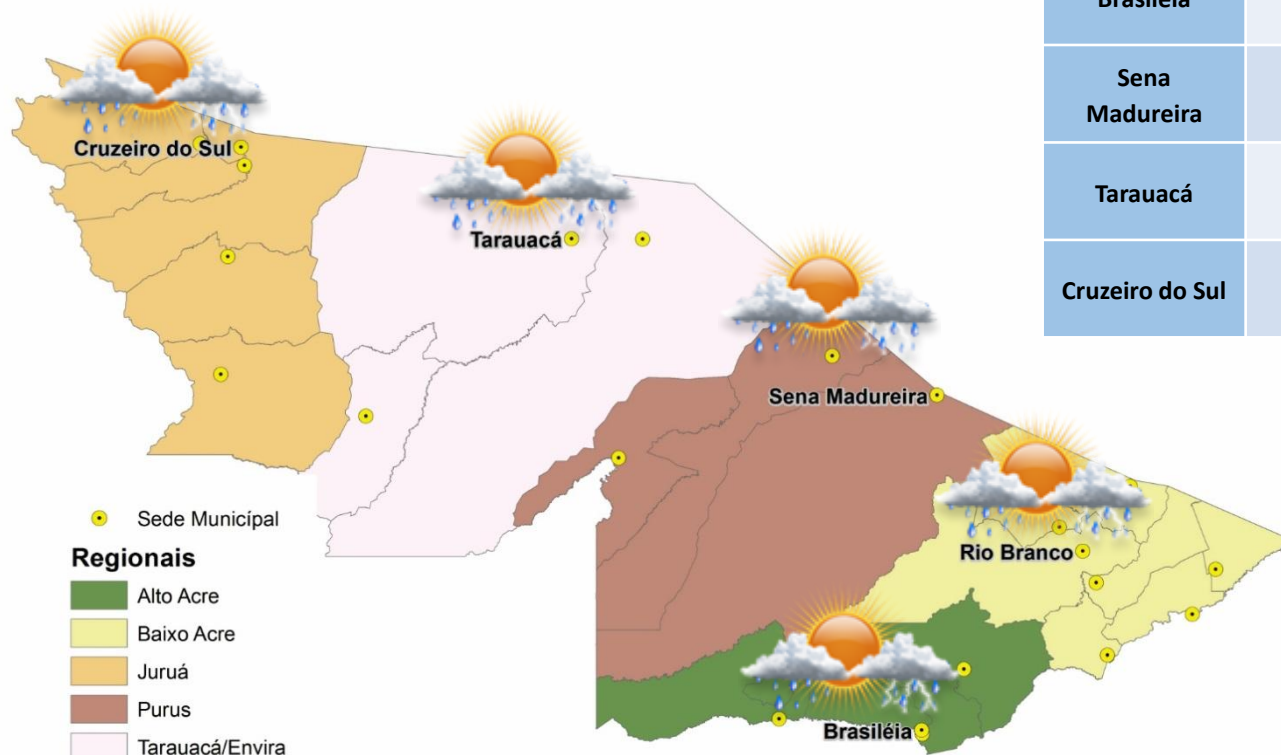 Brasiléia
Sena
Madureira
Tarauacá
Cruzeiro do Sul
Cruzeiro do Sul
Tarauacá
Sena Madureira
Rio Branco
Brasiléia
Sede Municípal
Regionais
Alto Acre
Baixo Acre
Juruá
Purus
Tarauacá/Envira